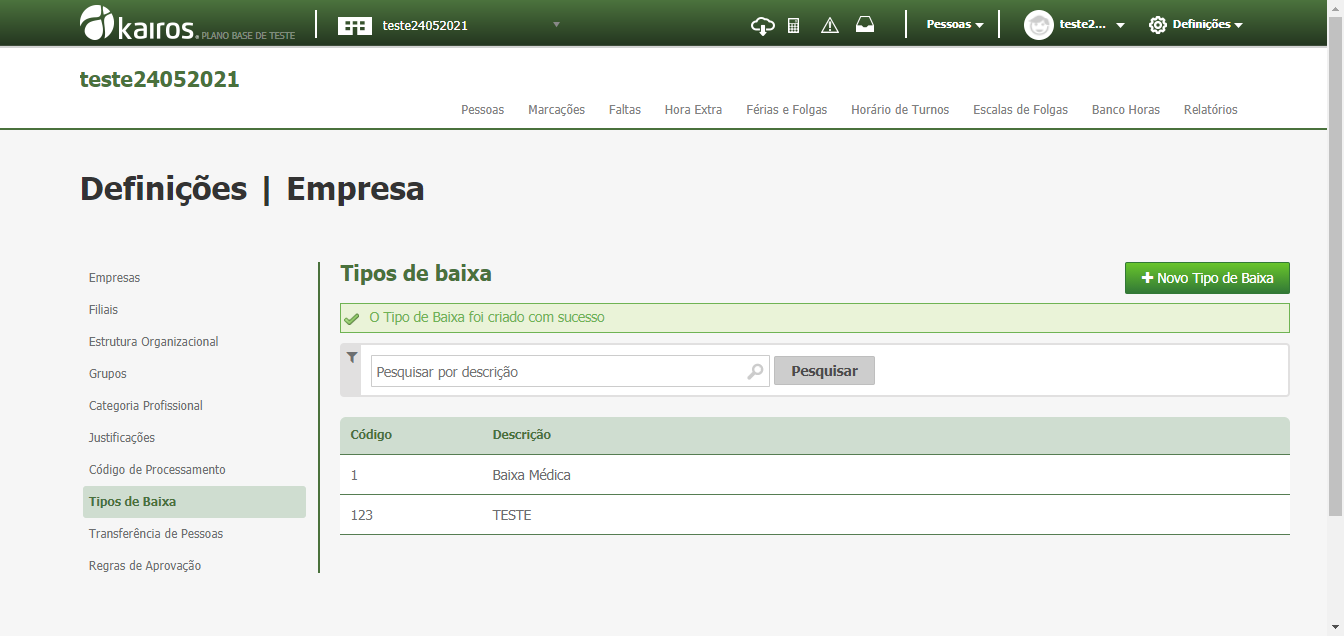 kairos. PLANO BASE DE TESTE
teste24052021
Pessoas
teste2...
Definições
teste24052021
Pessoas Marcações Faltas Hora Extra Férias e Folgas Horário de Turnos Escalas de Folgas Banco Horas Relatórios
Definições | Empresa
Empresas
Filiais
Estrutura Organizacional
Grupos
Categoria Profissional
Justificações
Código de Processamento
Tipos de Baixa
Transferência de Pessoas
Regras de Aprovação
Tipos de baixa
Novo Tipo de Baixa
O Tipo de Baixa foi criado com sucesso
Pesquisar por descrição
Pesquisar
Código Descrição
1 Baixa Médica
123 TESTE